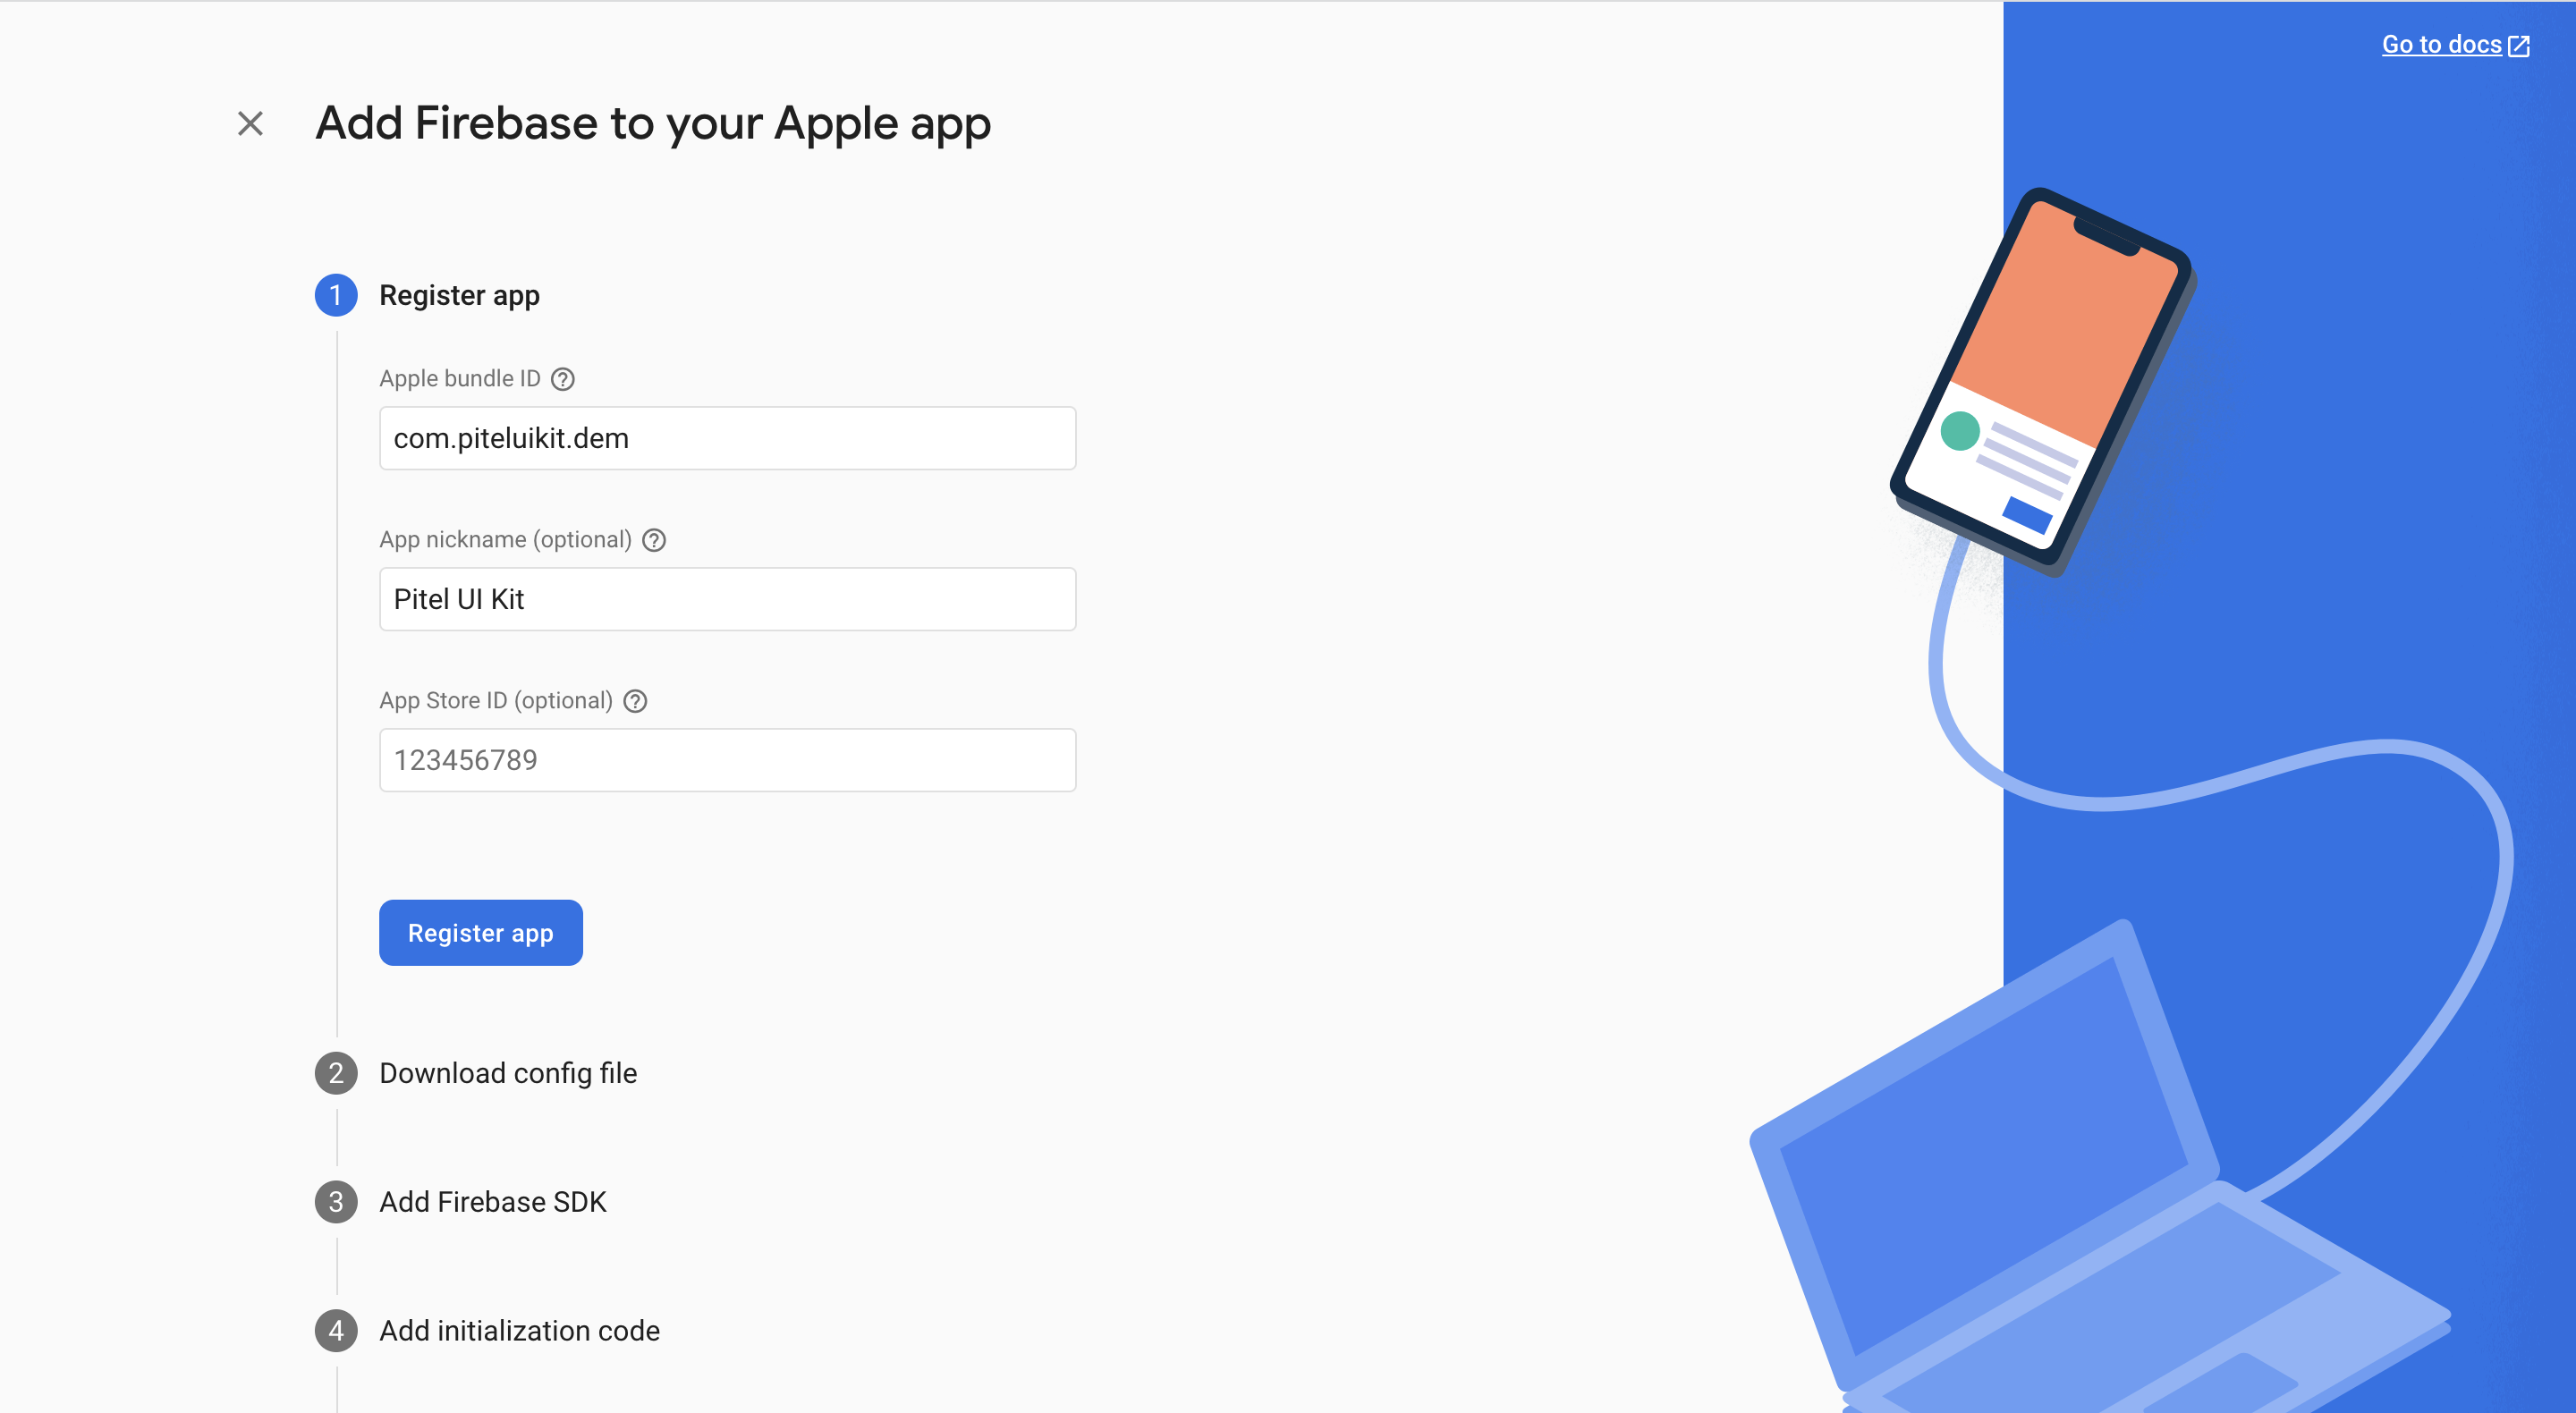 Go to docs
Add Firebase to your Apple app
1 Register app
Apple bundle ID
com.piteluikit.dem
App nickname (optional)
Pitel UI Kit
App Store ID (optional)
123456789
Register app
2 Download config file
3 Add Firebase SDK
4 Add initialization code